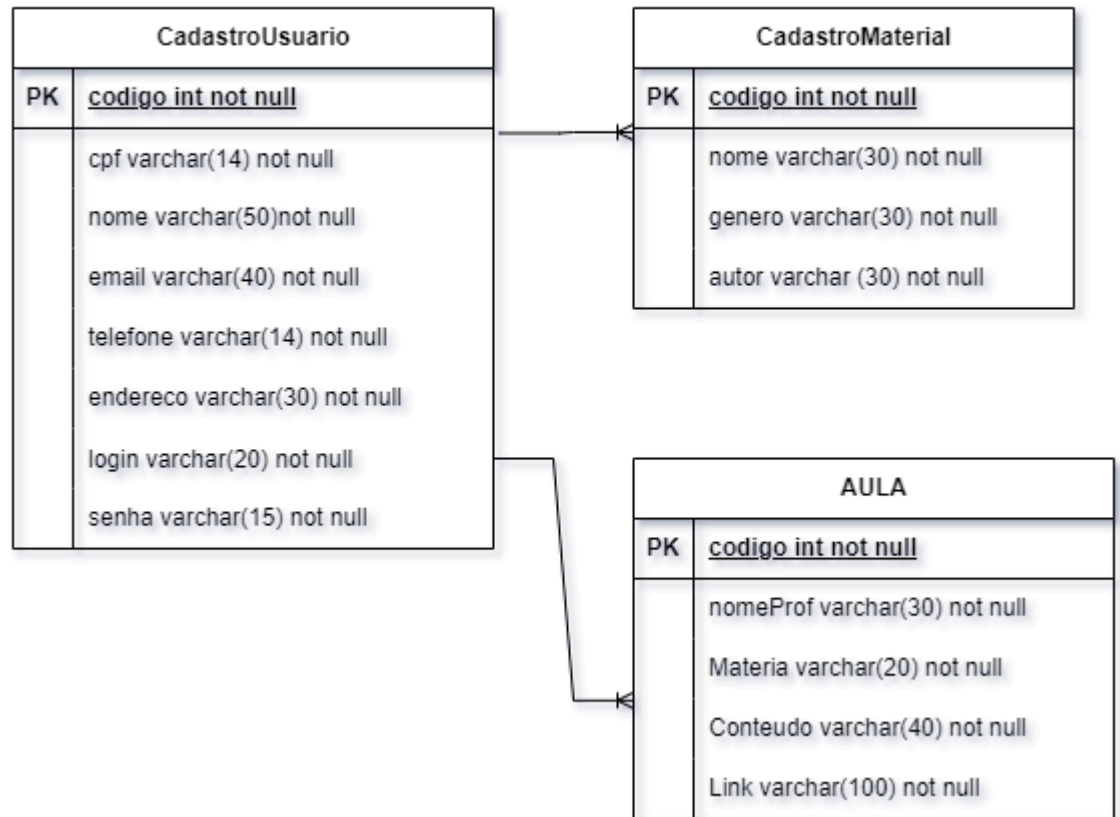 CadastroUsuario
PK codigo int not null
cpf varchar(14) not null
nome varchar(50)not null
email varchar(40) not null
telefone varchar(14) not null
endereco varchar(30) not null
login varchar(20) not null
senha varchar(15) not null
CadastroMaterial
PK codigo int not null
nome varchar(30) not null
genero varchar(30) not null
autor varchar (30) not null
AULA
PK codigo int not null
nomeProf varchar(30) not null
Materia varchar(20) not null
Conteudo varchar(40) not null
Link varchar(100) not null